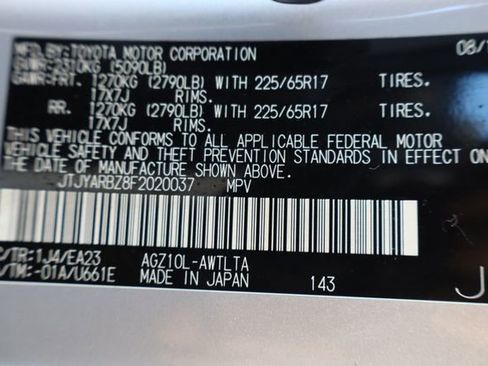 MFD.BY:TOYOTA MOTOR CORPORATION 08/1
GVWR:2310KG (5090LB)
GAWR:FRT. 1270KG (2790LB) WITH 225/65R17 TIRES.
17X7J RIMS.
RR. 1270KG (2790LB) WITH 225/65R17 TIRES.
17X7J RIMS.
THIS VEHICLE CONFORMS TO ALL APPLICABLE FEDERAL MOTOR
VEHICLE SAFETY AND THEFT PREVENTION STANDARDS IN EFFECT ON
THE DATE OF MANUFACTURE SHOWN ABOVE.
JTJYARBZ8F2020037 MPV
C/TR:1J4/EA23 AGZ10L-AWTLTA J
/TM:-01A/U661E MADE IN JAPAN 143